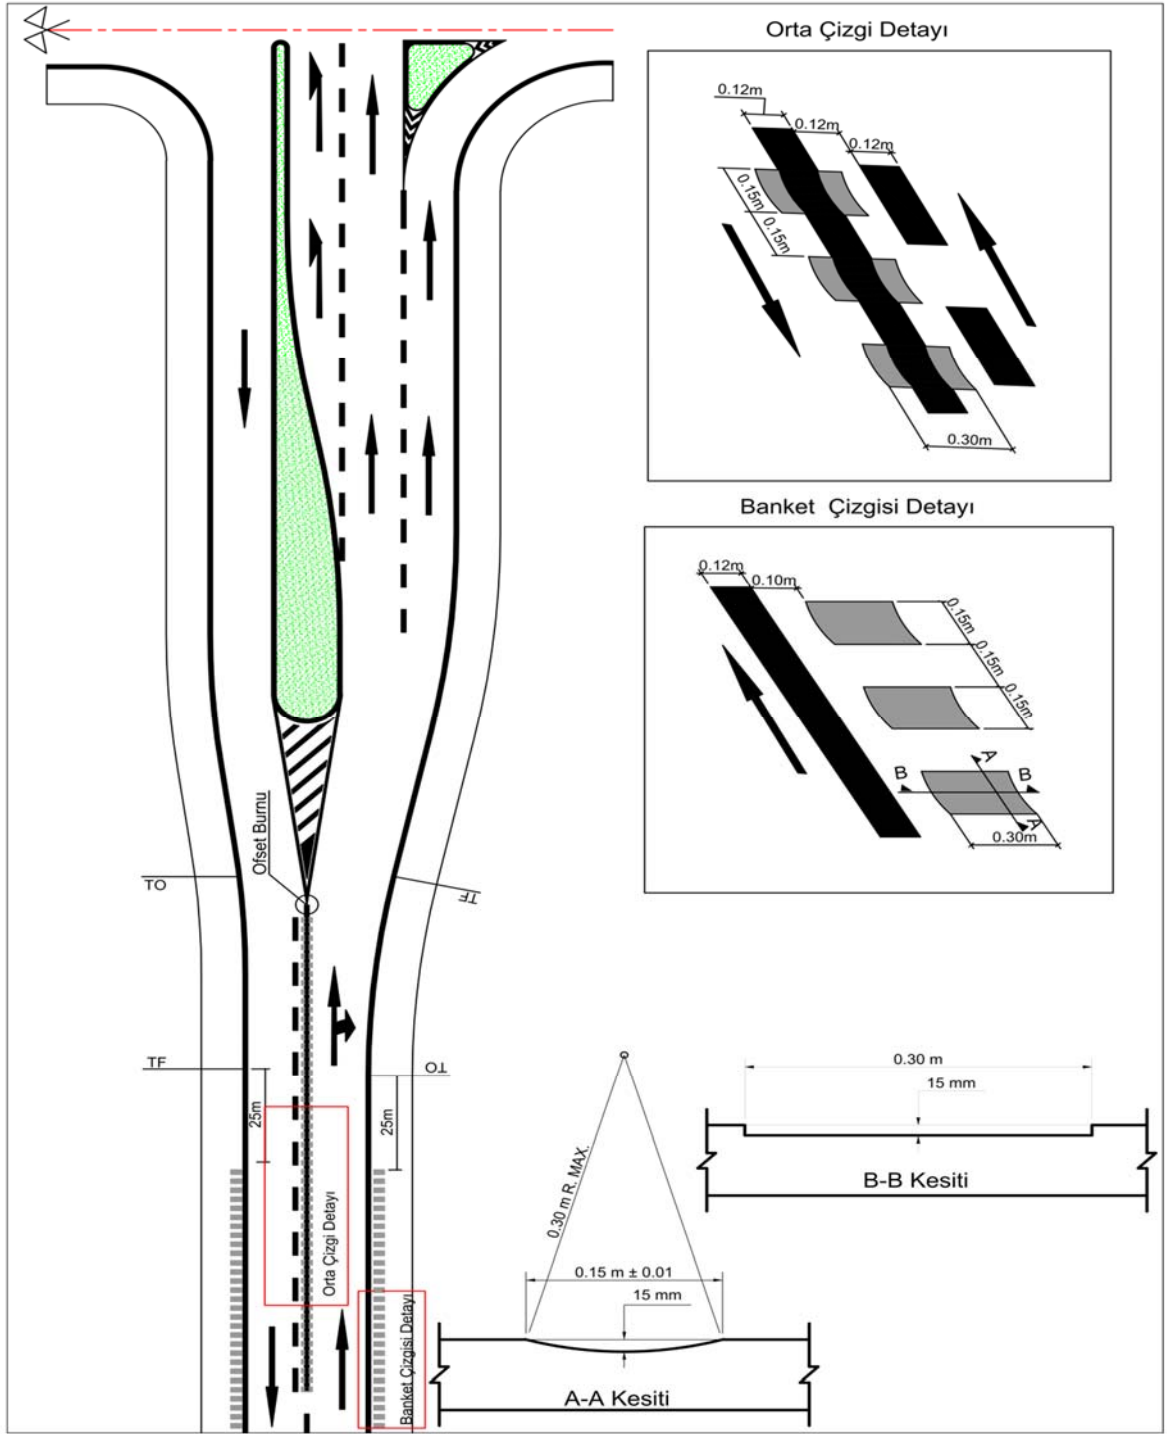 Orta Çizgi Detayı
0.12m
0.12m
0.12m
0.15m
0.15m
0.30m
Banket Çizgisi Detayı
0.12m
0.10m
0.15m
0.15m
0.15m
A
B
B
A
0.30m
Ofset Burnu
TO
TF
TF
TO
25m
25m
Orta Çizgi Detayı
Banket Çizgisi Detayı
0.30 m R. MAX.
0.15 m ± 0.01
15 mm
A-A Kesiti
0.30 m
15 mm
B-B Kesiti